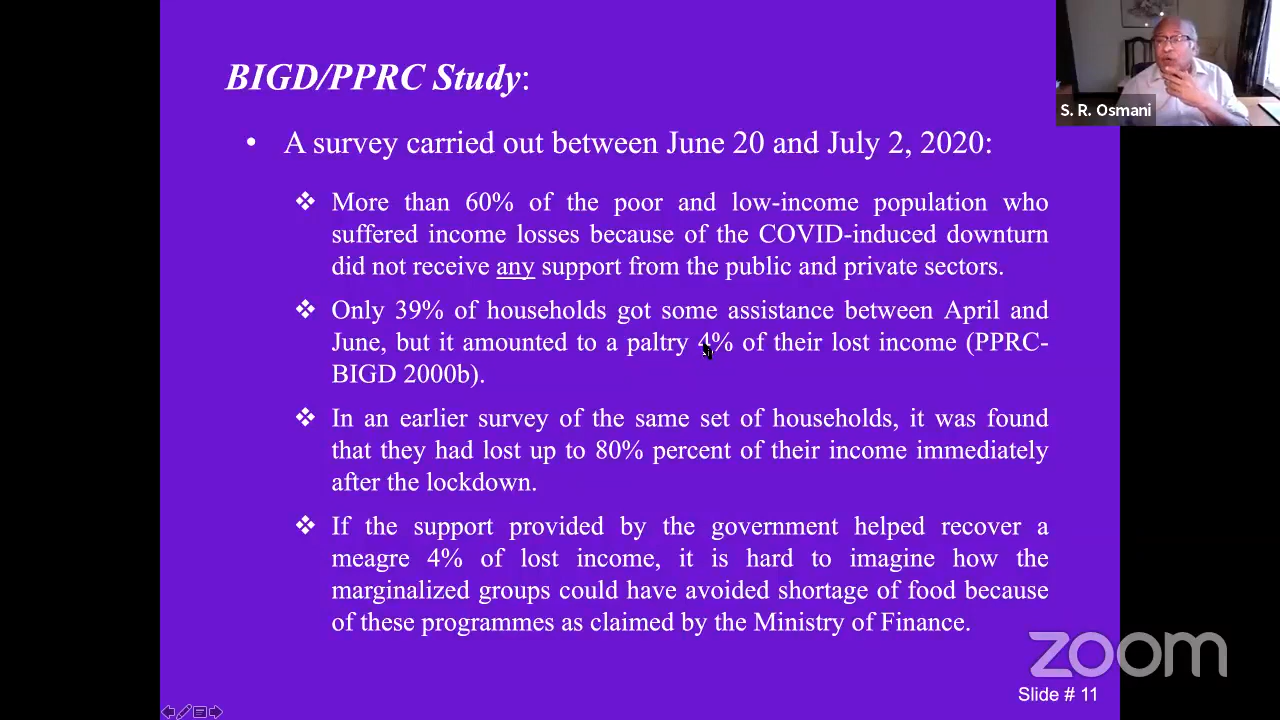 BIGD/PPRC Study:
• A survey carried out between June 20 and July 2, 2020:
❖ More than 60% of the poor and low-income population who
suffered income losses because of the COVID-induced downturn
did not receive any support from the public and private sectors.
❖ Only 39% of households got some assistance between April and
June, but it amounted to a paltry 4% of their lost income (PPRC-
BIGD 2000b).
❖ In an earlier survey of the same set of households, it was found
that they had lost up to 80% percent of their income immediately
after the lockdown.
❖ If the support provided by the government helped recover a
meagre 4% of lost income, it is hard to imagine how the
marginalized groups could have avoided shortage of food because
of these programmes as claimed by the Ministry of Finance.
Slide # 11
S. R. Osmani
zoom